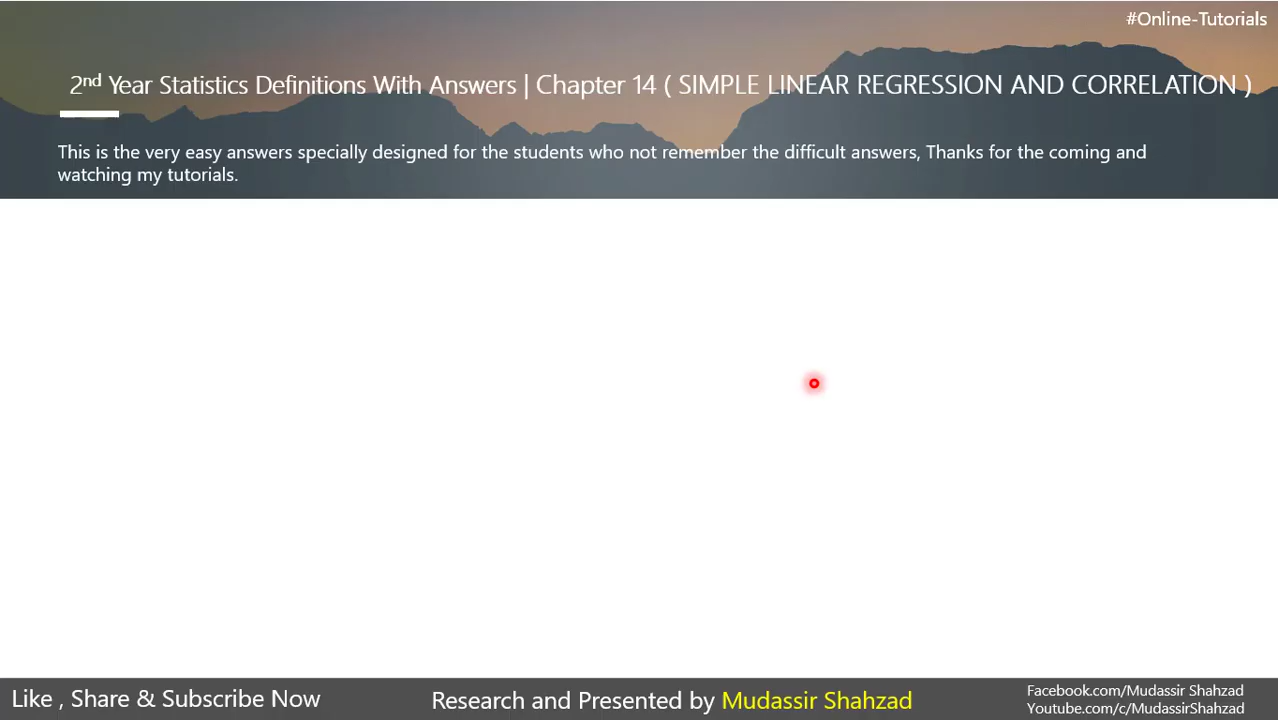 #Online-Tutorials
2nd Year Statistics Definitions With Answers | Chapter 14 ( SIMPLE LINEAR REGRESSION AND CORRELATION )
This is the very easy answers specially designed for the students who not remember the difficult answers, Thanks for the coming and
watching my tutorials.
Like , Share & Subscribe Now
Research and Presented by Mudassir Shahzad
Facebook.com/Mudassir Shahzad
Youtube.com/c/MudassirShahzad